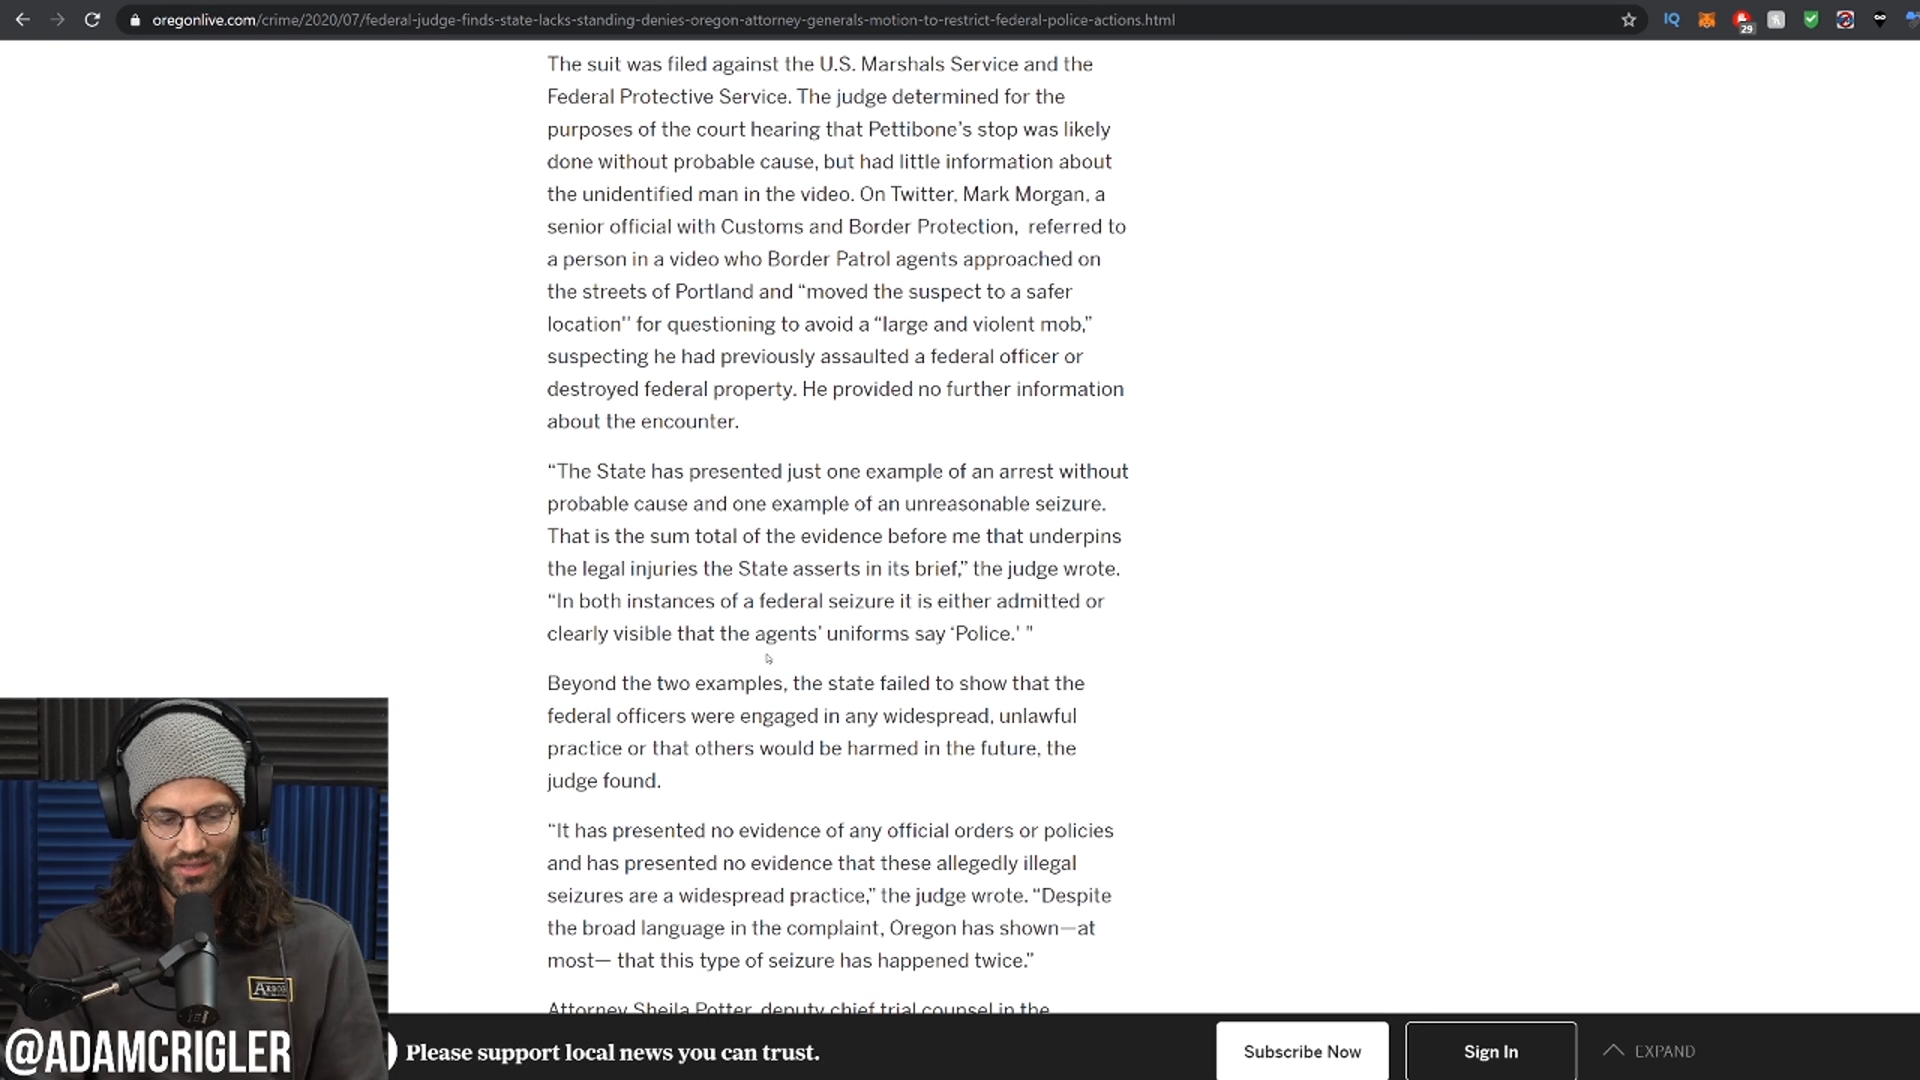 oregonlive.com/crime/2020/07/federal-judge-finds-state-lacks-standing-denies-oregon-attorney-generals-motion-to-restrict-federal-police-actions.html
IQ
29
The suit was filed against the U.S. Marshals Service and the
Federal Protective Service. The judge determined for the
purposes of the court hearing that Pettibone’s stop was likely
done without probable cause, but had little information about
the unidentified man in the video. On Twitter, Mark Morgan, a
senior official with Customs and Border Protection, referred to
a person in a video who Border Patrol agents approached on
the streets of Portland and “moved the suspect to a safer
location'' for questioning to avoid a “large and violent mob,”
suspecting he had previously assaulted a federal officer or
destroyed federal property. He provided no further information
about the encounter.
“The State has presented just one example of an arrest without
probable cause and one example of an unreasonable seizure.
That is the sum total of the evidence before me that underpins
the legal injuries the State asserts in its brief,” the judge wrote.
“In both instances of a federal seizure it is either admitted or
clearly visible that the agents’ uniforms say ‘Police.’ "
Beyond the two examples, the state failed to show that the
federal officers were engaged in any widespread, unlawful
practice or that others would be harmed in the future, the
judge found.
“It has presented no evidence of any official orders or policies
and has presented no evidence that these allegedly illegal
seizures are a widespread practice,” the judge wrote. “Despite
the broad language in the complaint, Oregon has shown—at
most— that this type of seizure has happened twice.”
Attorney Sheila Potter, deputy chief trial counsel in the
@ADAMCRIGLER
Please support local news you can trust.
Subscribe Now
Sign In
EXPAND